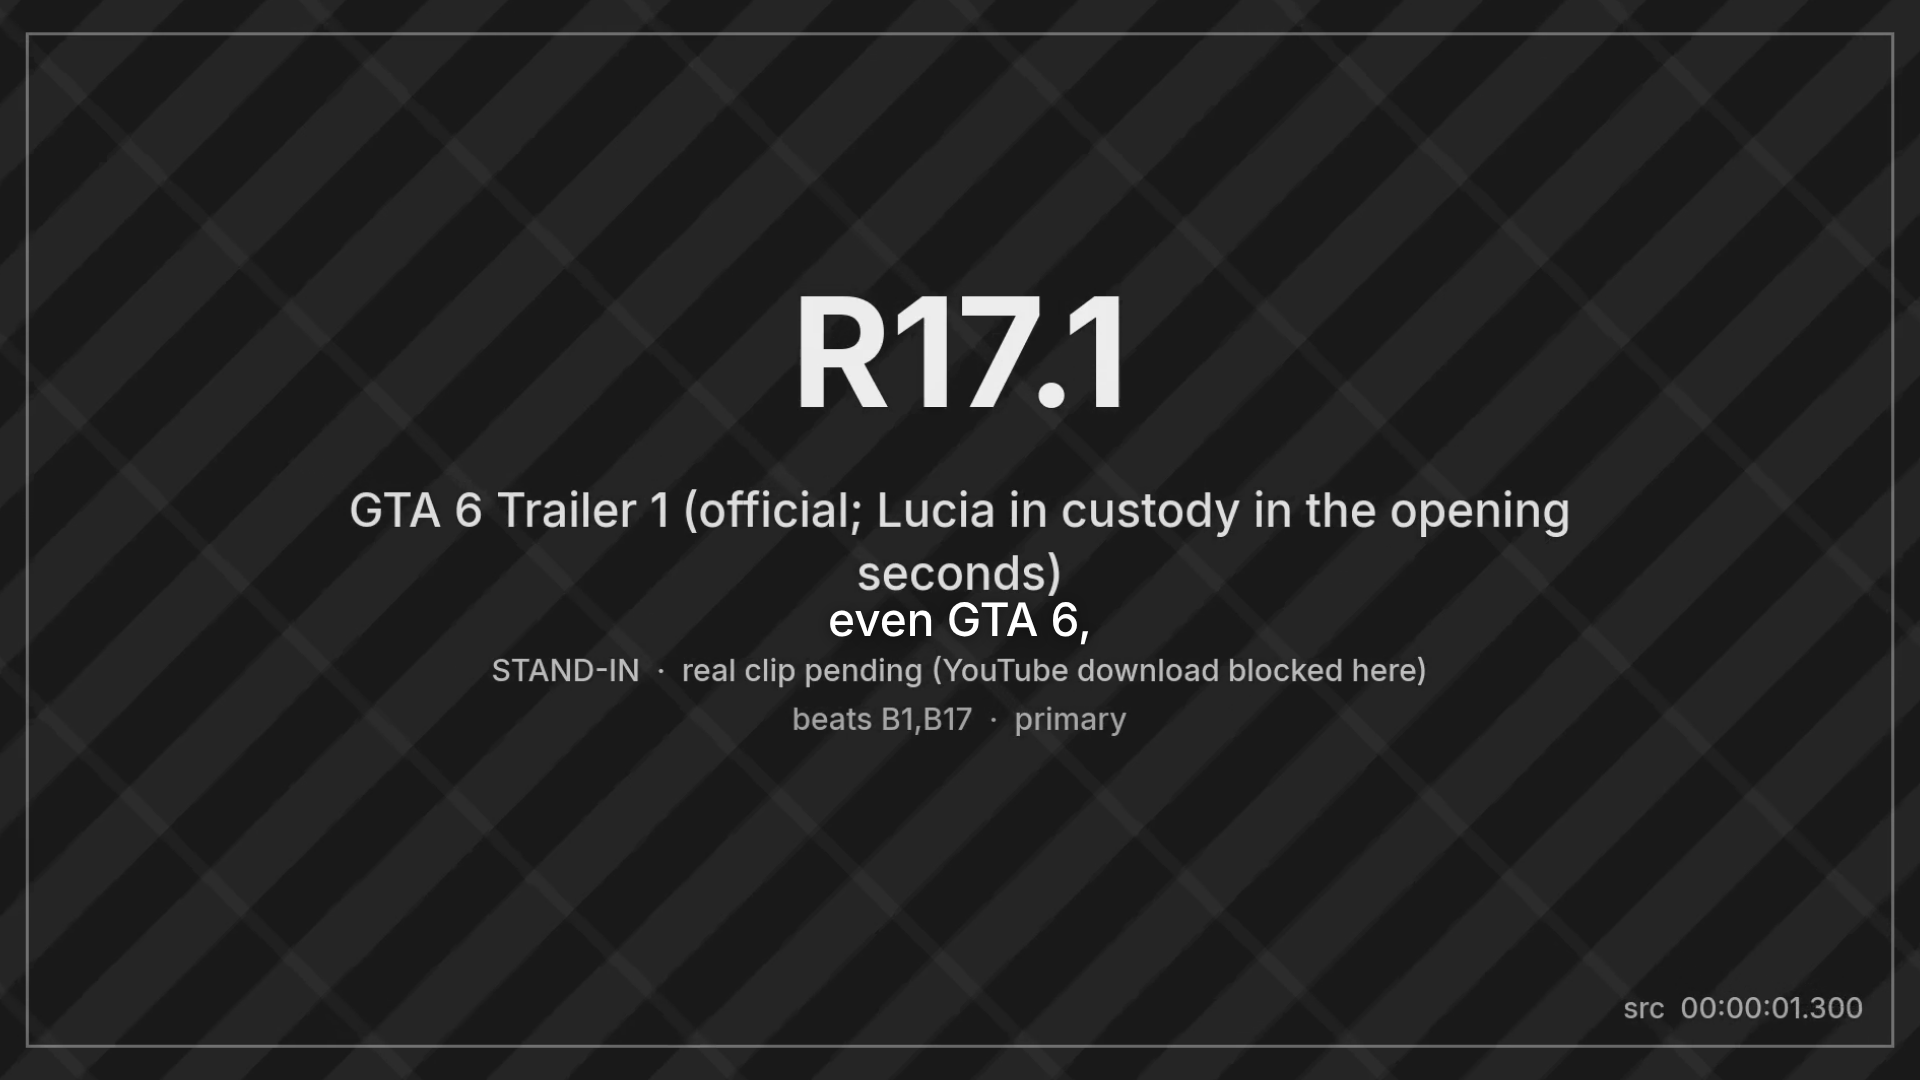 R17.1
GTA 6 Trailer 1 (official; Lucia in custody in the opening
seconds)
even GTA 6,
STAND-IN · real clip pending (YouTube download blocked here)
beats B1,B17 · primary
src 00:00:01.300